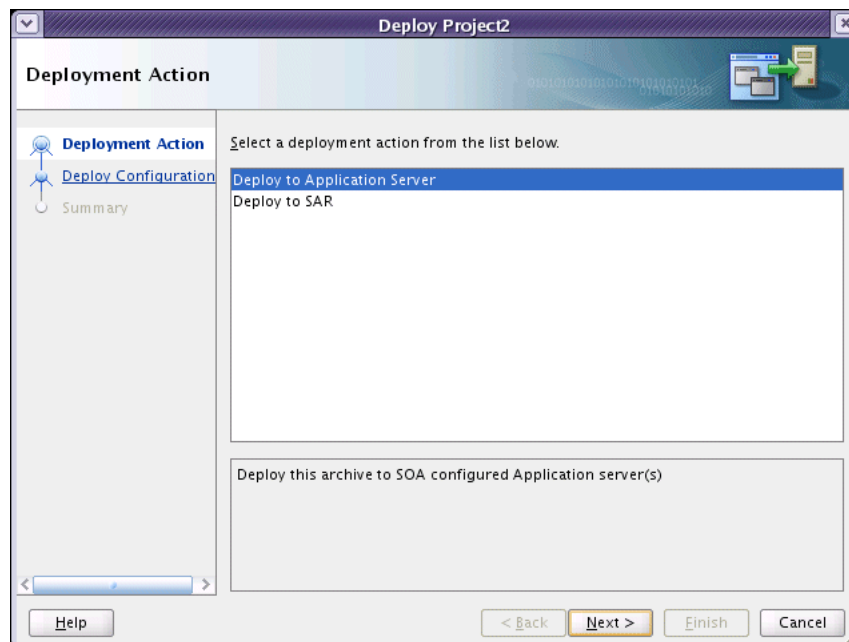 Deploy Project2
Deployment Action
Deployment Action
Deploy Configuration
Summary
Select a deployment action from the list below.
Deploy to Application Server
Deploy to SAR
Deploy this archive to SOA configured Application server(s)
Help
< Back
Next >
Finish
Cancel